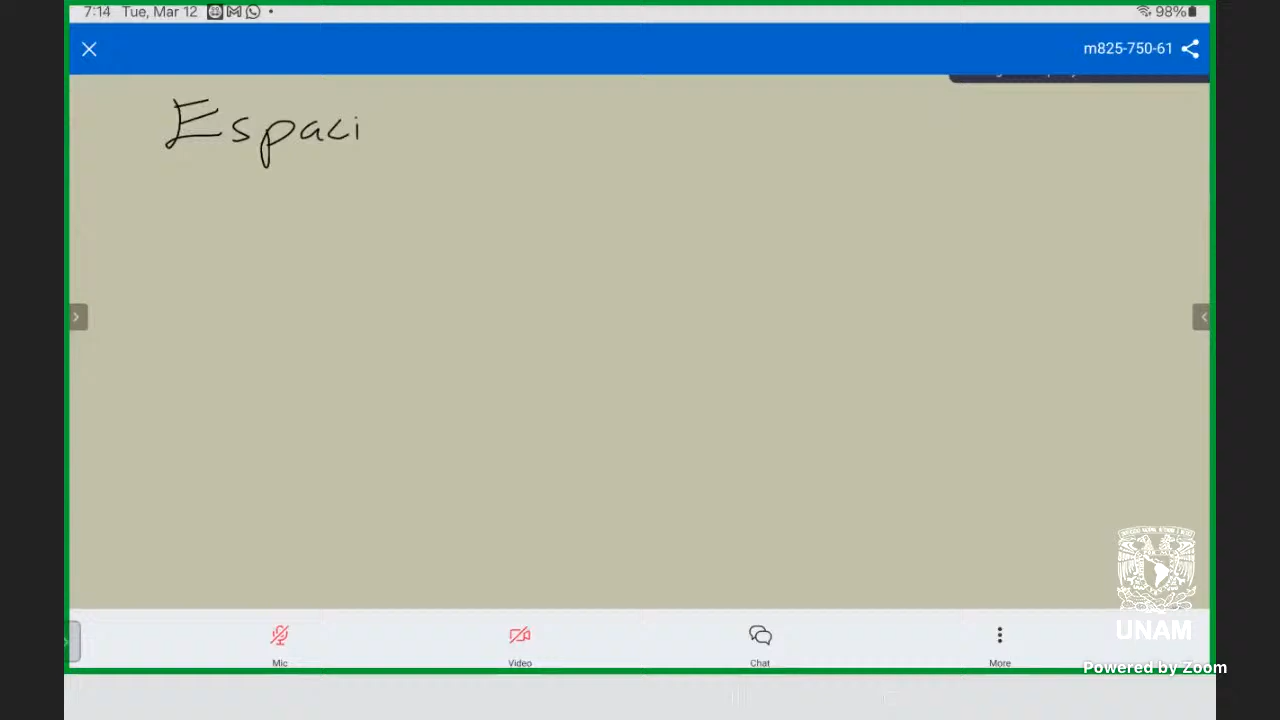 7:14 Tue, Mar 12 98%
m825-750-61
Espaci
Mic Video Chat More
UNAM
Powered by Zoom